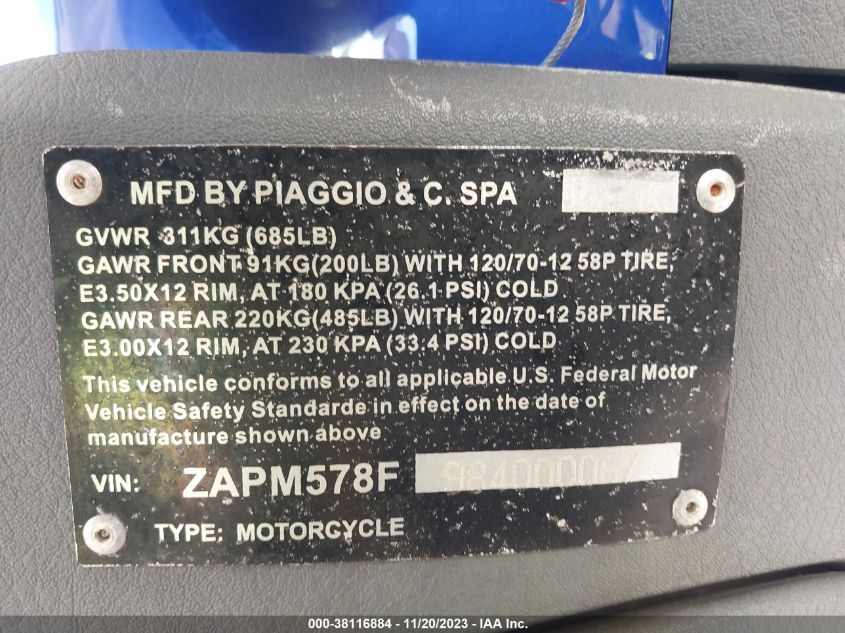 MFD BY PIAGGIO & C. SPA
GVWR 311KG (685LB)
GAWR FRONT 91KG(200LB) WITH 120/70-12 58P TIRE,
E3.50X12 RIM, AT 180 KPA (26.1 PSI) COLD
GAWR REAR 220KG(485LB) WITH 120/70-12 58P TIRE,
E3.00X12 RIM, AT 230 KPA (33.4 PSI) COLD
This vehicle conforms to all applicable U.S. Federal Motor
Vehicle Safety Standarde in effect on the date of
manufacture shown above
VIN: ZAPM578F
TYPE: MOTORCYCLE
000-38116884 | 11/20/2023 - IAA Inc.